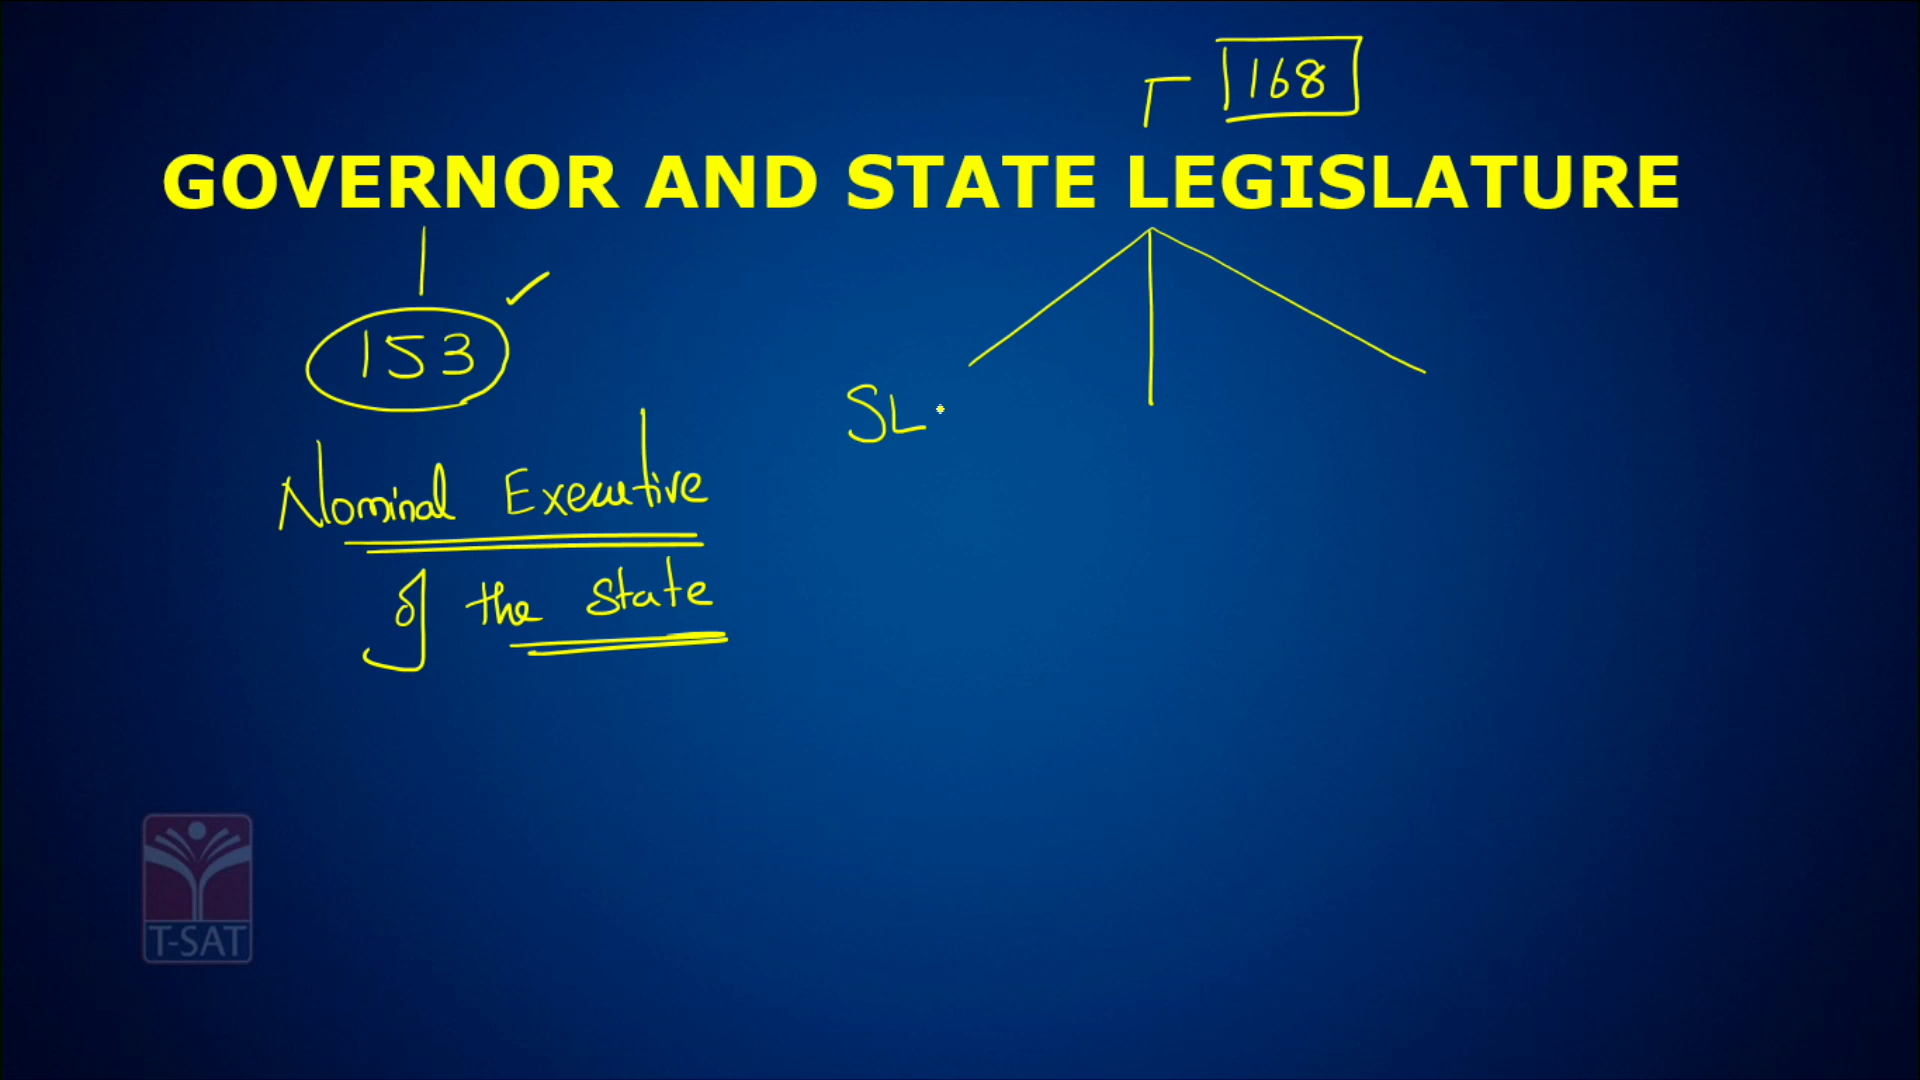 168
GOVERNOR AND STATE LEGISLATURE
153
SL
Nominal Executive
of the state
T-SAT